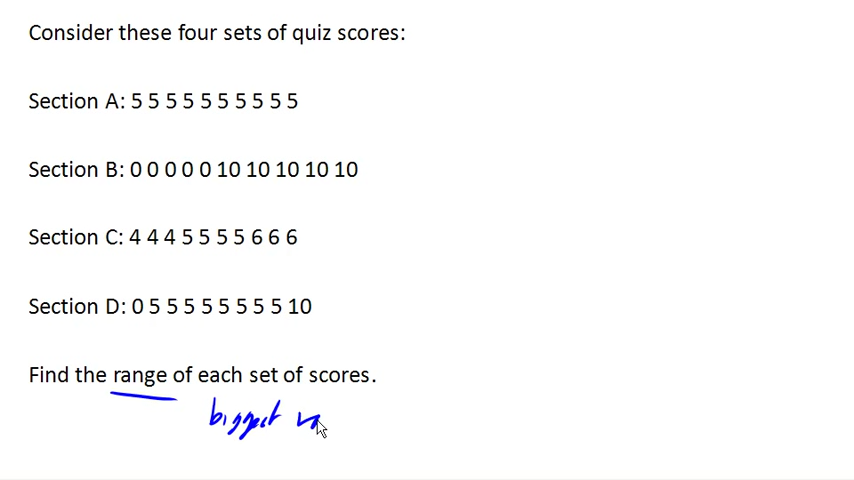 Consider these four sets of quiz scores:
Section A: 5 5 5 5 5 5 5 5 5 5
Section B: 0 0 0 0 0 10 10 10 10 10
Section C: 4 4 4 5 5 5 5 6 6 6
Section D: 0 5 5 5 5 5 5 5 5 10
Find the range of each set of scores.
biggest